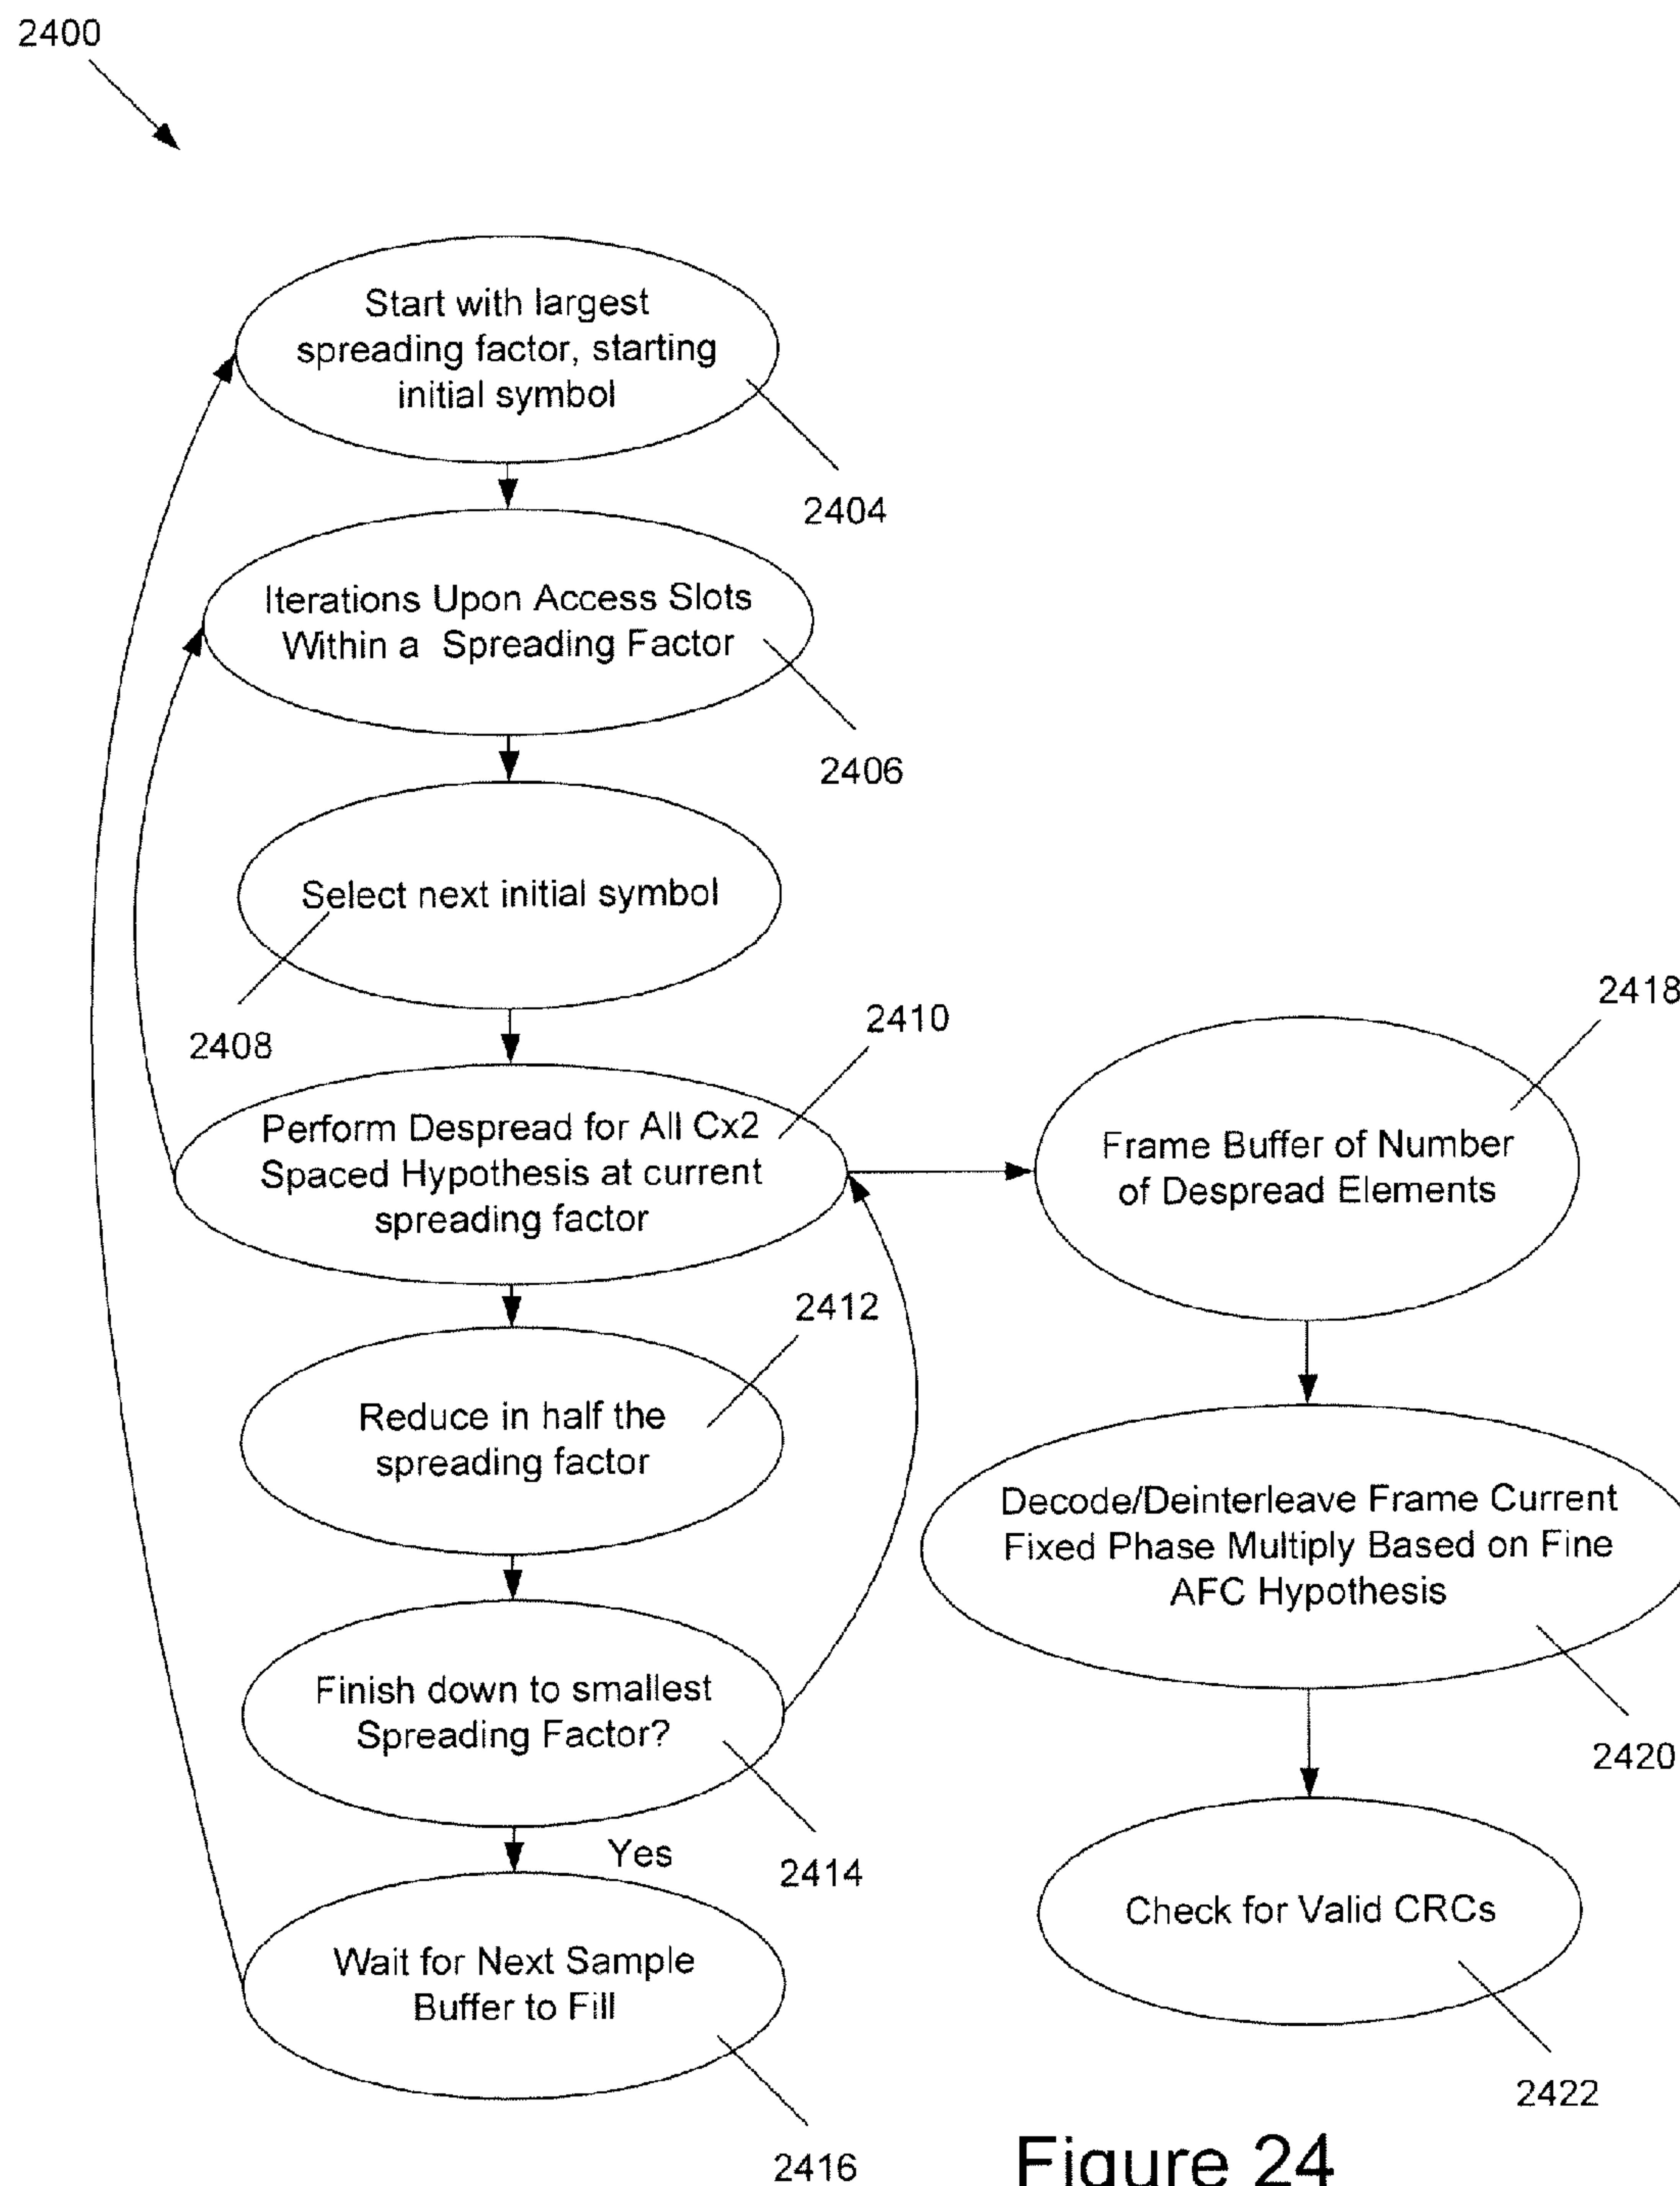 2400
Start with largest
spreading factor, starting
initial symbol
2404
Iterations Upon Access Slots
Within a Spreading Factor
2406
Select next initial symbol
2408
2410
Perform Despread for All Cx2
Spaced Hypothesis at current
spreading factor
2418
Frame Buffer of Number
of Despread Elements
2412
Reduce in half the
spreading factor
Decode/Deinterleave Frame Current
Fixed Phase Multiply Based on Fine
AFC Hypothesis
2420
Finish down to smallest
Spreading Factor?
2414
Yes
Check for Valid CRCs
2422
Wait for Next Sample
Buffer to Fill
2416
Figure 24